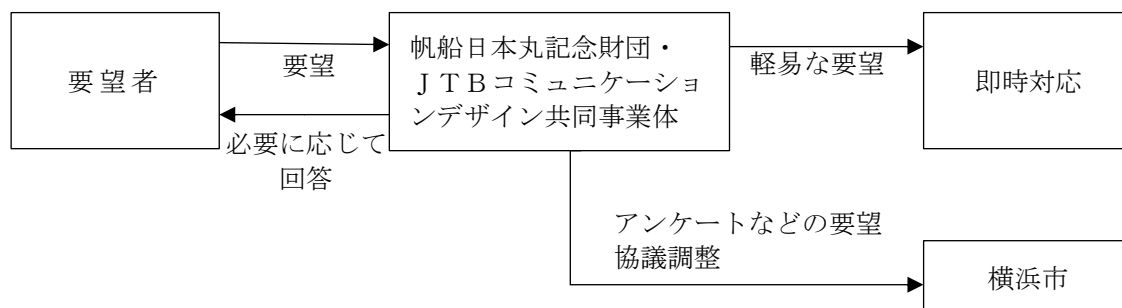 要望者
要望
必要に応じて
回答
帆船日本丸記念財団・
ＪＴＢコミュニケーショ
ンデザイン共同事業体
軽易な要望
即時対応
アンケートなどの要望
協議調整
横浜市